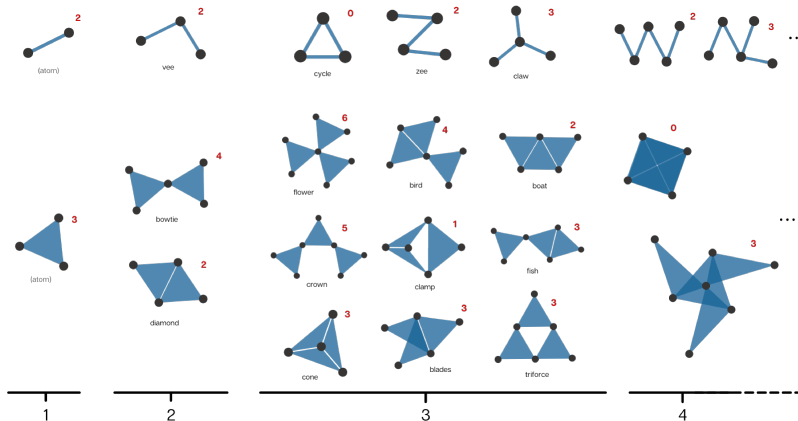 2
(atom)
2
vee
0
cycle
2
zee
3
claw
2
3
...
3
(atom)
4
bowtie
2
diamond
6
flower
4
bird
2
boat
5
crown
1
clamp
3
fish
3
cone
3
blades
3
triforce
0
3
...
1
2
3
4